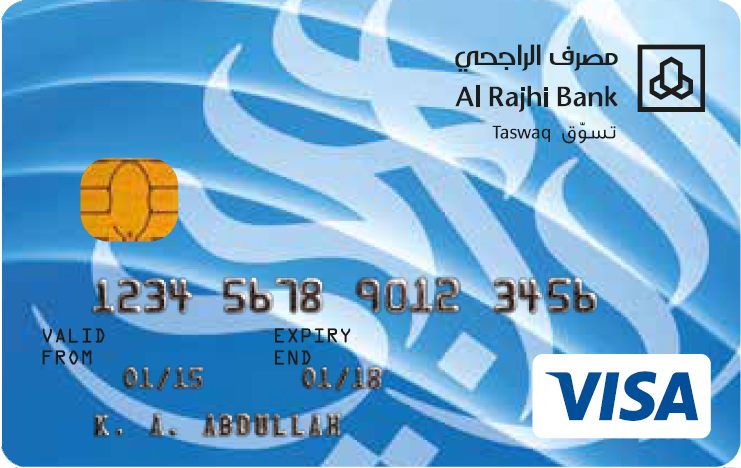 مصرف الراجحي
Al Rajhi Bank
Taswaq تسوّق
1234 5678 9012 3456
VALID FROM 01/15 EXPIRY END 01/18
K. A. ABDULLAH
VISA